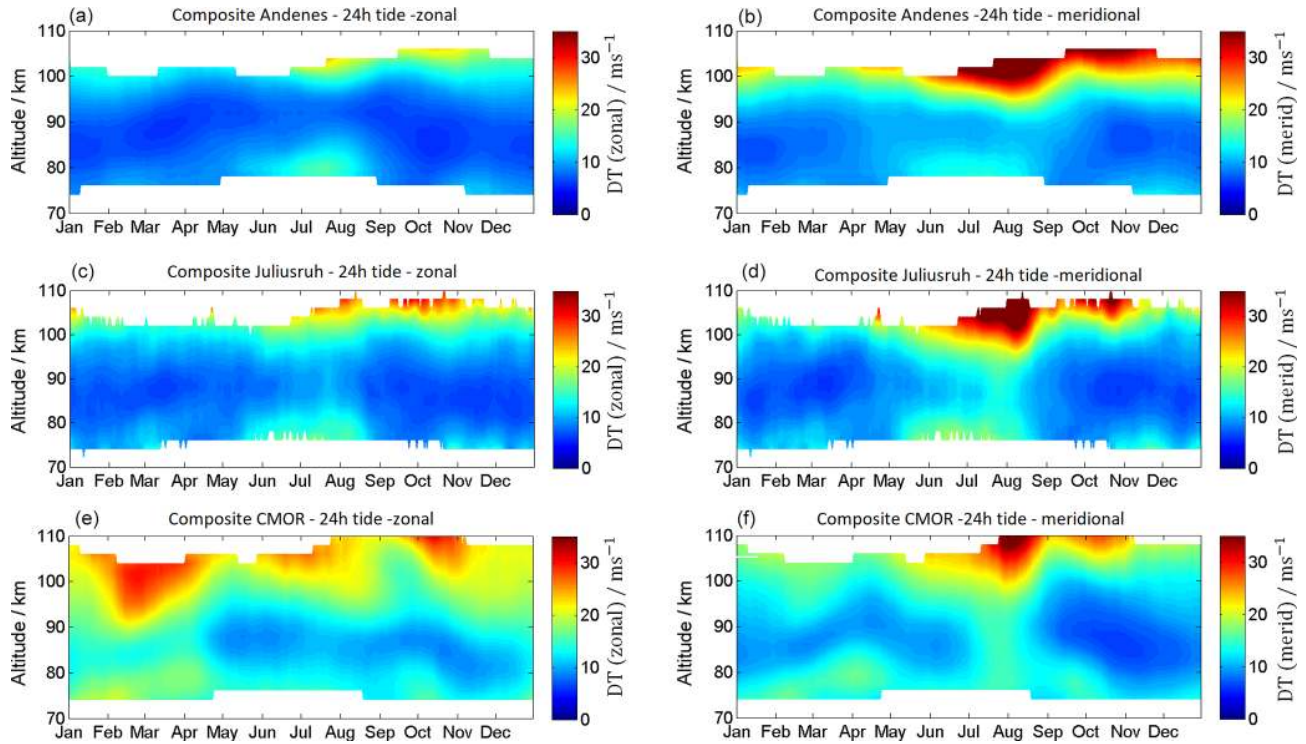 (a) Composite Andenes - 24h tide -zonal
110
100
90
80
70
Altitude / km
Jan Feb Mar Apr May Jun Jul Aug Sep Oct Nov Dec
30
20
10
0
DT (zonal) / ms⁻¹
(b) Composite Andenes -24h tide - meridional
110
100
90
80
70
Altitude / km
Jan Feb Mar Apr May Jun Jul Aug Sep Oct Nov Dec
30
20
10
0
DT (merid) / ms⁻¹
(c) Composite Juliusruh - 24h tide - zonal
110
100
90
80
70
Altitude / km
Jan Feb Mar Apr May Jun Jul Aug Sep Oct Nov Dec
30
20
10
0
DT (zonal) / ms⁻¹
(d) Composite Juliusruh - 24h tide -meridional
110
100
90
80
70
Altitude / km
Jan Feb Mar Apr May Jun Jul Aug Sep Oct Nov Dec
30
20
10
0
DT (merid) / ms⁻¹
(e) Composite CMOR - 24h tide -zonal
110
100
90
80
70
Altitude / km
Jan Feb Mar Apr May Jun Jul Aug Sep Oct Nov Dec
30
20
10
0
DT (zonal) / ms⁻¹
(f) Composite CMOR -24h tide - meridional
110
100
90
80
70
Altitude / km
Jan Feb Mar Apr May Jun Jul Aug Sep Oct Nov Dec
30
20
10
0
DT (merid) / ms⁻¹